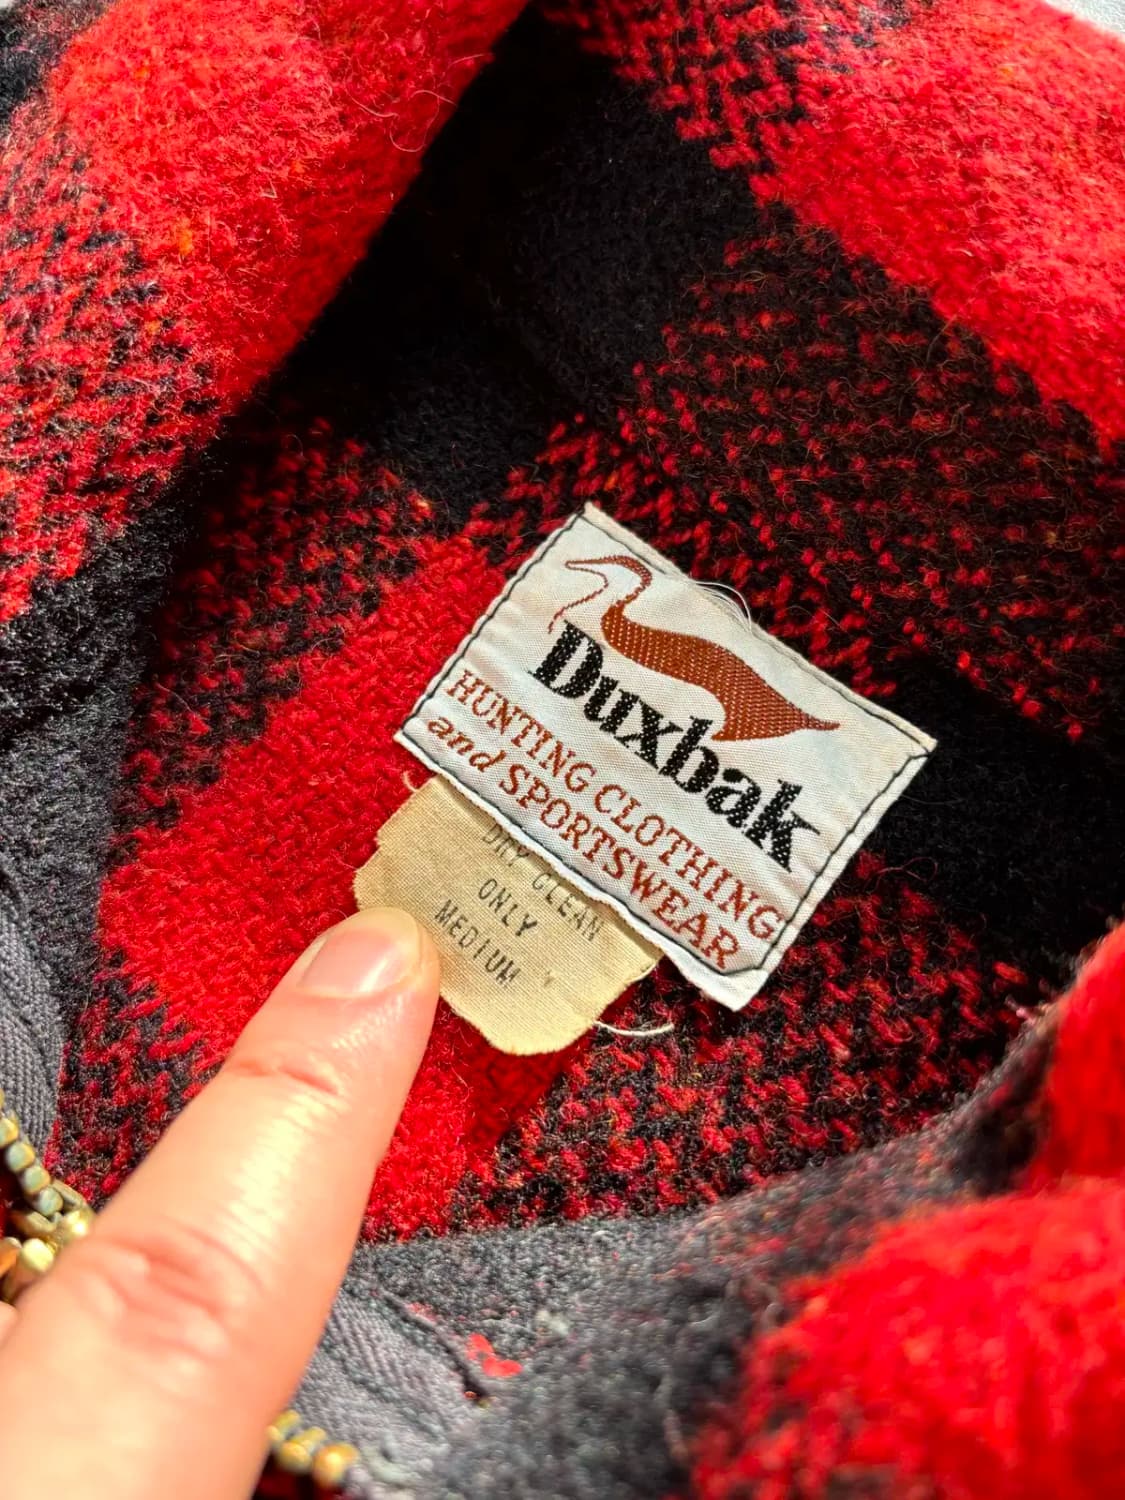 Duxbak
HUNTING CLOTHING
and SPORTSWEAR
DRY CLEAN
ONLY
MEDIUM